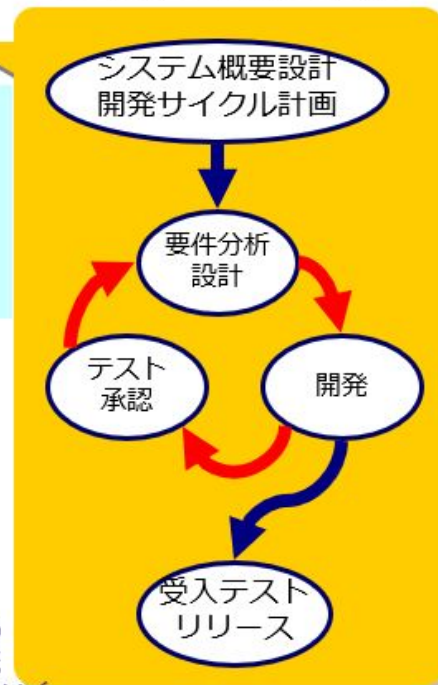 システム概要設計
開発サイクル計画
要件分析
設計
テスト
承認
開発
受入テスト
リリース